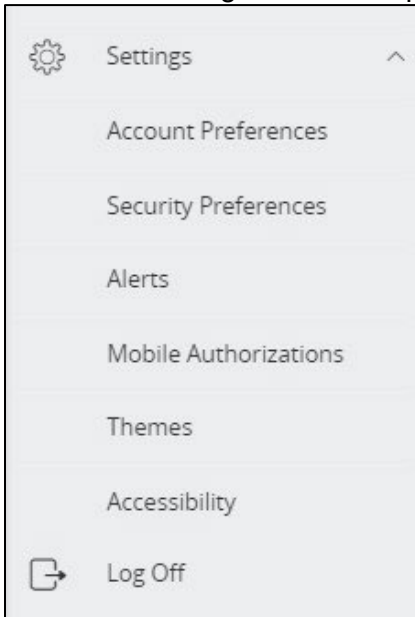 Settings
Account Preferences
Security Preferences
Alerts
Mobile Authorizations
Themes
Accessibility
Log Off